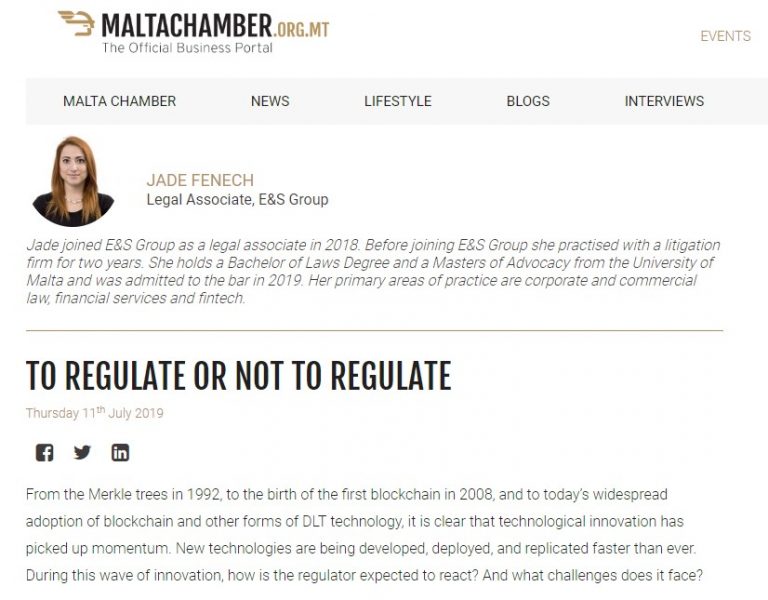 MALTACHAMBER.ORG.MT
The Official Business Portal
EVENTS
MALTA CHAMBER NEWS LIFESTYLE BLOGS INTERVIEWS
JADE FENECH
Legal Associate, E&S Group
Jade joined E&S Group as a legal associate in 2018. Before joining E&S Group she practised with a litigation
firm for two years. She holds a Bachelor of Laws Degree and a Masters of Advocacy from the University of
Malta and was admitted to the bar in 2019. Her primary areas of practice are corporate and commercial
law, financial services and fintech.
TO REGULATE OR NOT TO REGULATE
Thursday 11th July 2019
From the Merkle trees in 1992, to the birth of the first blockchain in 2008, and to today’s widespread
adoption of blockchain and other forms of DLT technology, it is clear that technological innovation has
picked up momentum. New technologies are being developed, deployed, and replicated faster than ever.
During this wave of innovation, how is the regulator expected to react? And what challenges does it face?